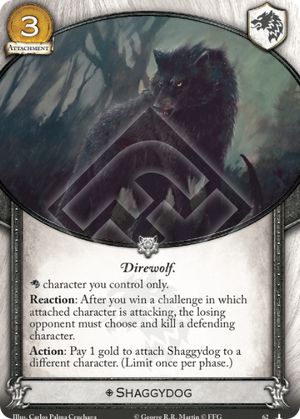 3
ATTACHMENT
Direwolf.
character you control only.
Reaction: After you win a challenge in which
attached character is attacking, the losing
opponent must choose and kill a defending
character.
Action: Pay 1 gold to attach Shaggydog to a
different character. (Limit once per phase.)
SHAGGYDOG
Illus. Carlos Palma Cruchaga © George R.R. Martin © FFG 62